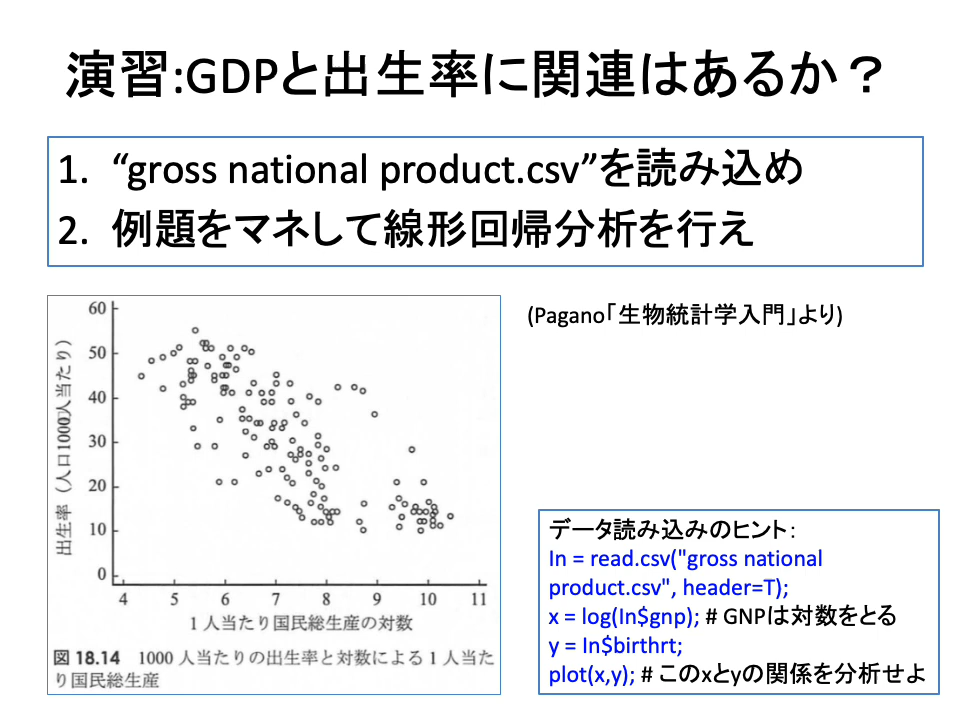 演習:GDPと出生率に関連はあるか？
1. “gross national product.csv”を読み込め
2. 例題をマネして線形回帰分析を行え
(Pagano「生物統計学入門」より)
出生率（人口1000人当たり）
60
50
40
30
20
10
0
4 5 6 7 8 9 10 11
1人当たり国民総生産の対数
図 18.14 1000人当たりの出生率と対数による1人当た
り国民総生産
データ読み込みのヒント：
In = read.csv("gross national
product.csv", header=T);
x = log(In$gnp); # GNPは対数をとる
y = In$birthrt;
plot(x,y); # このxとyの関係を分析せよ